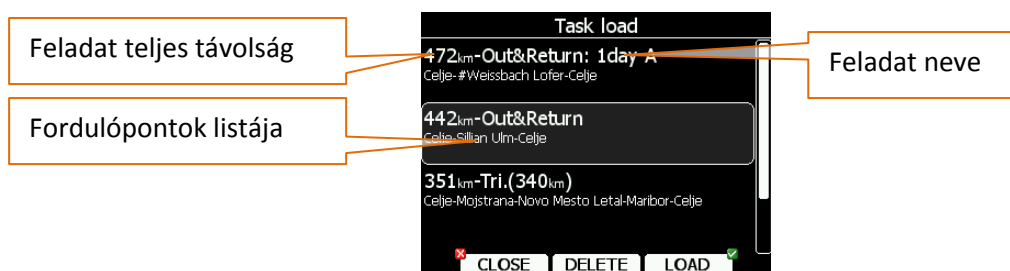 Task load
Feladat teljes távolság
472km-Out&Return: 1day A
Celje-#Weissbach Lofer-Celje
Feladat neve
Fordulópontok listája
442km-Out&Return
Celje-Sillian Ulm-Celje
351km-Tri.(340km)
Celje-Mojstrana-Novo Mesto Letal-Maribor-Celje
CLOSE DELETE LOAD